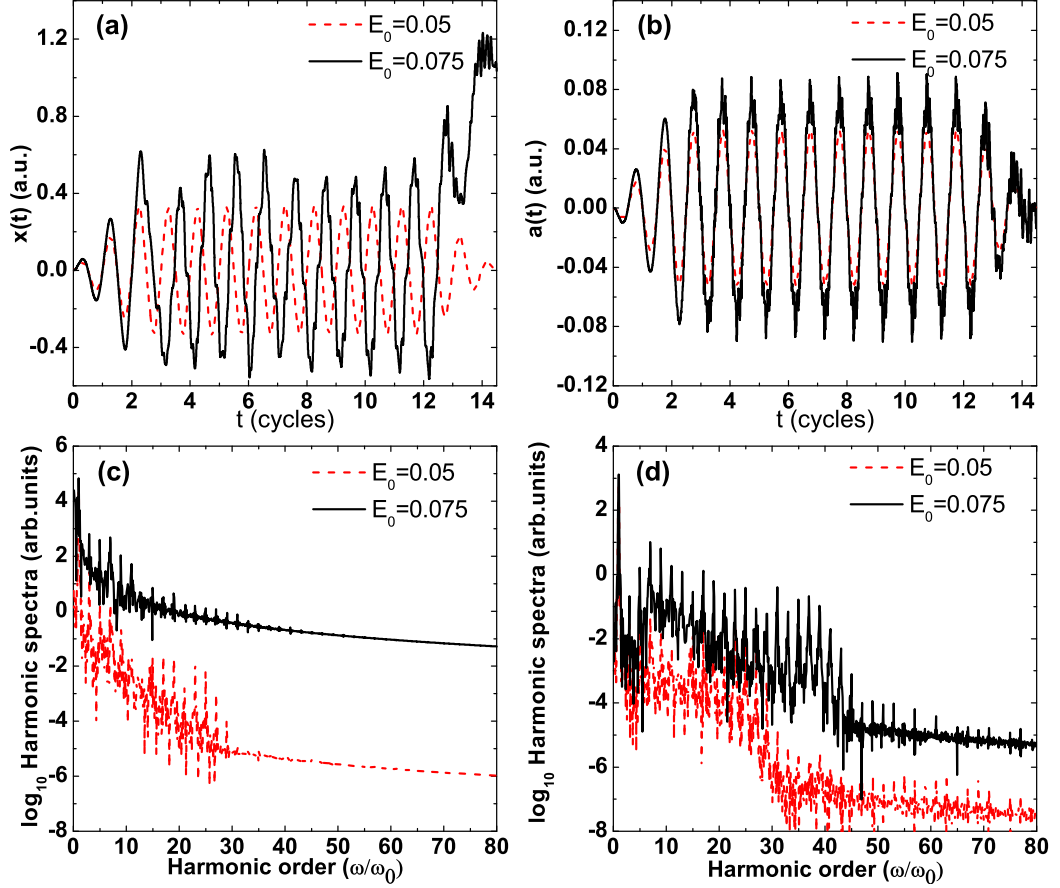 (a)
E0=0.05
E0=0.075
x(t) (a.u.)
1.2
0.8
0.4
0.0
-0.4
0 2 4 6 8 10 12 14
t (cycles)
(b)
E0=0.05
E0=0.075
a(t) (a.u.)
0.12
0.08
0.04
0.00
-0.04
-0.08
-0.12
0 2 4 6 8 10 12 14
t (cycles)
(c)
E0=0.05
E0=0.075
log10 Harmonic spectra (arb.units)
6
4
2
0
-2
-4
-6
-8
0 10 20 30 40 50 60 70 80
Harmonic order (ω/ω0)
(d)
E0=0.05
E0=0.075
log10 Harmonic spectra (arb.units)
4
2
0
-2
-4
-6
-8
0 10 20 30 40 50 60 70 80
Harmonic order (ω/ω0)